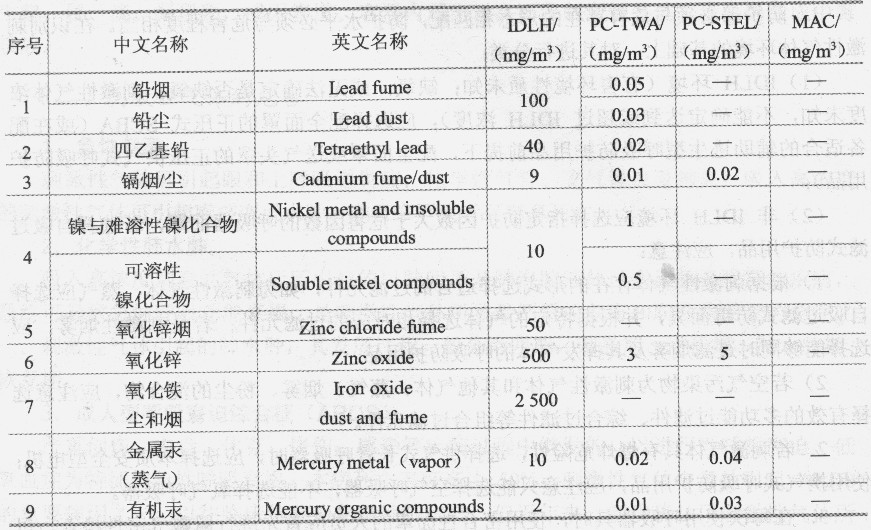 序号 中文名称 英文名称 IDLH/(mg/m³) PC-TWA/(mg/m³) PC-STEL/(mg/m³) MAC/(mg/m³)
1 铅烟 Lead fume 100 0.05 — —
铅尘 Lead dust 0.03 — —
2 四乙基铅 Tetraethyl lead 40 0.02 — —
3 镉烟/尘 Cadmium fume/dust 9 0.01 0.02 —
4 镍与难溶性镍化合物 Nickel metal and insoluble compounds 10 1 — —
可溶性镍化合物 Soluble nickel compounds 0.5 — —
5 氯化锌烟 Zinc chloride fume 50 1 2 —
6 氧化锌 Zinc oxide 500 3 5 —
7 氧化铁尘和烟 Iron oxide dust and fume 2 500 — — —
8 金属汞(蒸气) Mercury metal (vapor) 10 0.02 0.04 —
9 有机汞 Mercury organic compounds 2 0.01 0.03 —